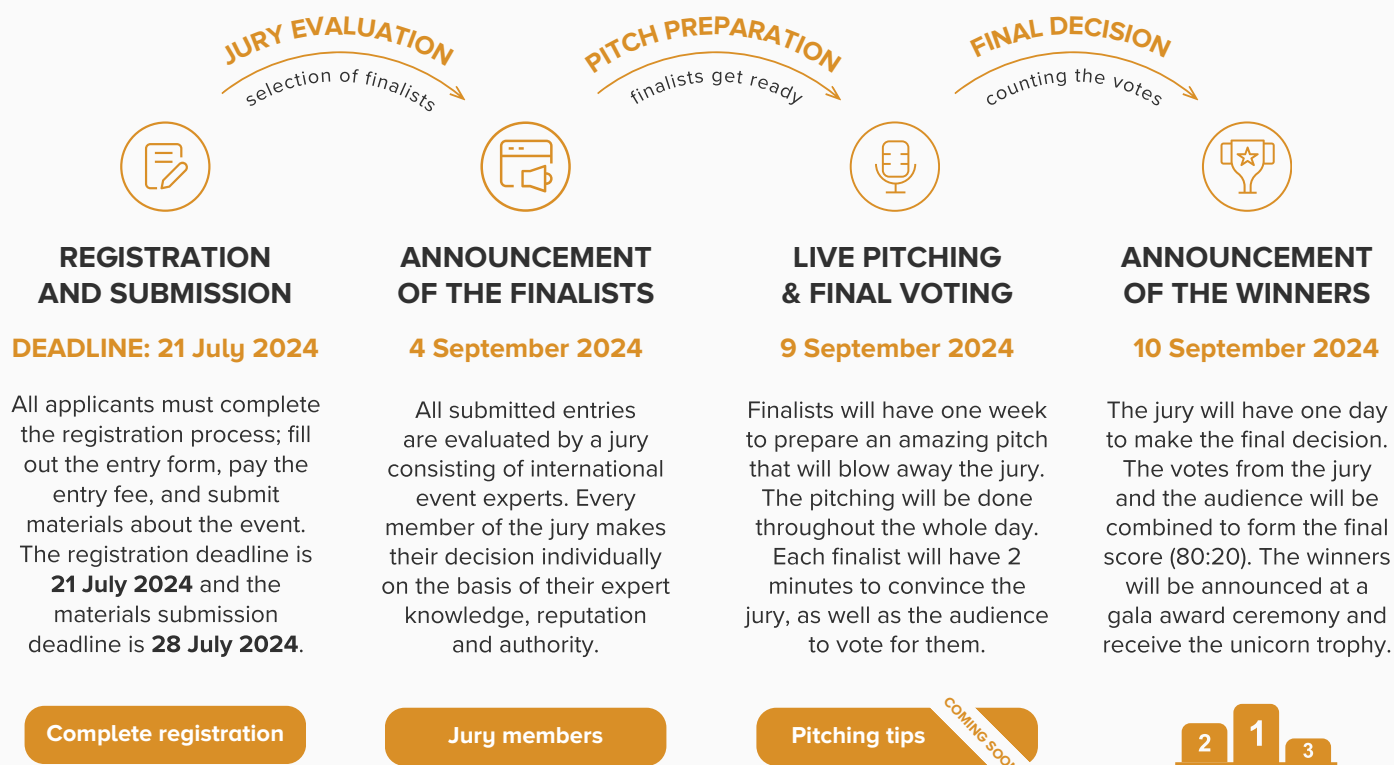 JURY EVALUATION
selection of finalists
PITCH PREPARATION
finalists get ready
FINAL DECISION
counting the votes
REGISTRATION
AND SUBMISSION
DEADLINE: 21 July 2024
All applicants must complete
the registration process; fill
out the entry form, pay the
entry fee, and submit
materials about the event.
The registration deadline is
21 July 2024 and the
materials submission
deadline is 28 July 2024.
Complete registration
ANNOUNCEMENT
OF THE FINALISTS
4 September 2024
All submitted entries
are evaluated by a jury
consisting of international
event experts. Every
member of the jury makes
their decision individually
on the basis of their expert
knowledge, reputation
and authority.
Jury members
LIVE PITCHING
& FINAL VOTING
9 September 2024
Finalists will have one week
to prepare an amazing pitch
that will blow away the jury.
The pitching will be done
throughout the whole day.
Each finalist will have 2
minutes to convince the
jury, as well as the audience
to vote for them.
Pitching tips
COMING SOON
ANNOUNCEMENT
OF THE WINNERS
10 September 2024
The jury will have one day
to make the final decision.
The votes from the jury
and the audience will be
combined to form the final
score (80:20). The winners
will be announced at a
gala award ceremony and
receive the unicorn trophy.
2 1 3